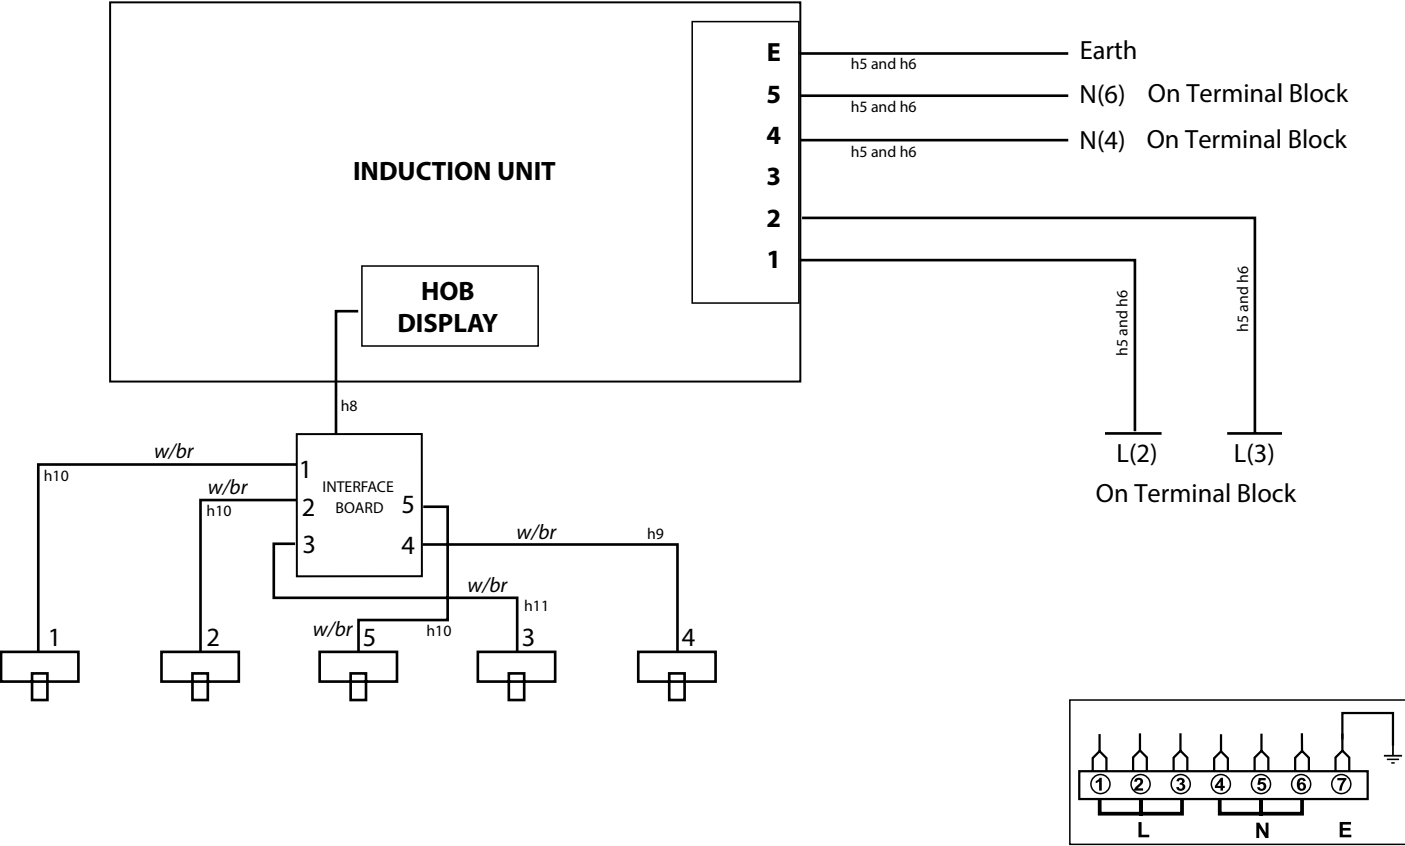 E
Earth
h5 and h6
5
N(6) On Terminal Block
h5 and h6
4
N(4) On Terminal Block
h5 and h6
INDUCTION UNIT
3
2
1
HOB
DISPLAY
h5 and h6
h5 and h6
h8
L(2)
L(3)
On Terminal Block
w/br
h10
1
INTERFACE
BOARD
w/br
h10
2
5
3
4
w/br
h9
w/br
h11
w/br
h10
1
2
5
3
4
1 2 3 4 5 6 7
L N E